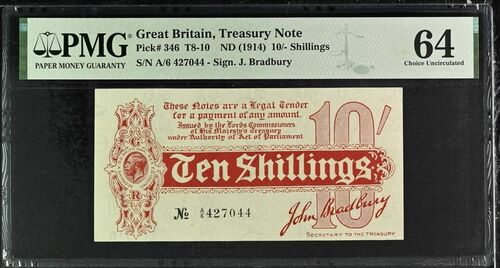 PMG
PAPER MONEY GUARANTY
Great Britain, Treasury Note
Pick# 346 T8-10 ND (1914) 10/- Shillings
S/N A/6 427044 - Sign. J. Bradbury
64
Choice Uncirculated
These Notes are a Legal Tender
for a payment of any amount.
Issued by the Lords Commissioners
of His Majesty's Treasury
under Authority of Act of Parliament.
10/
G
R
Ten Shillings
10
№ A/6 427044
John Bradbury
SECRETARY TO THE TREASURY.